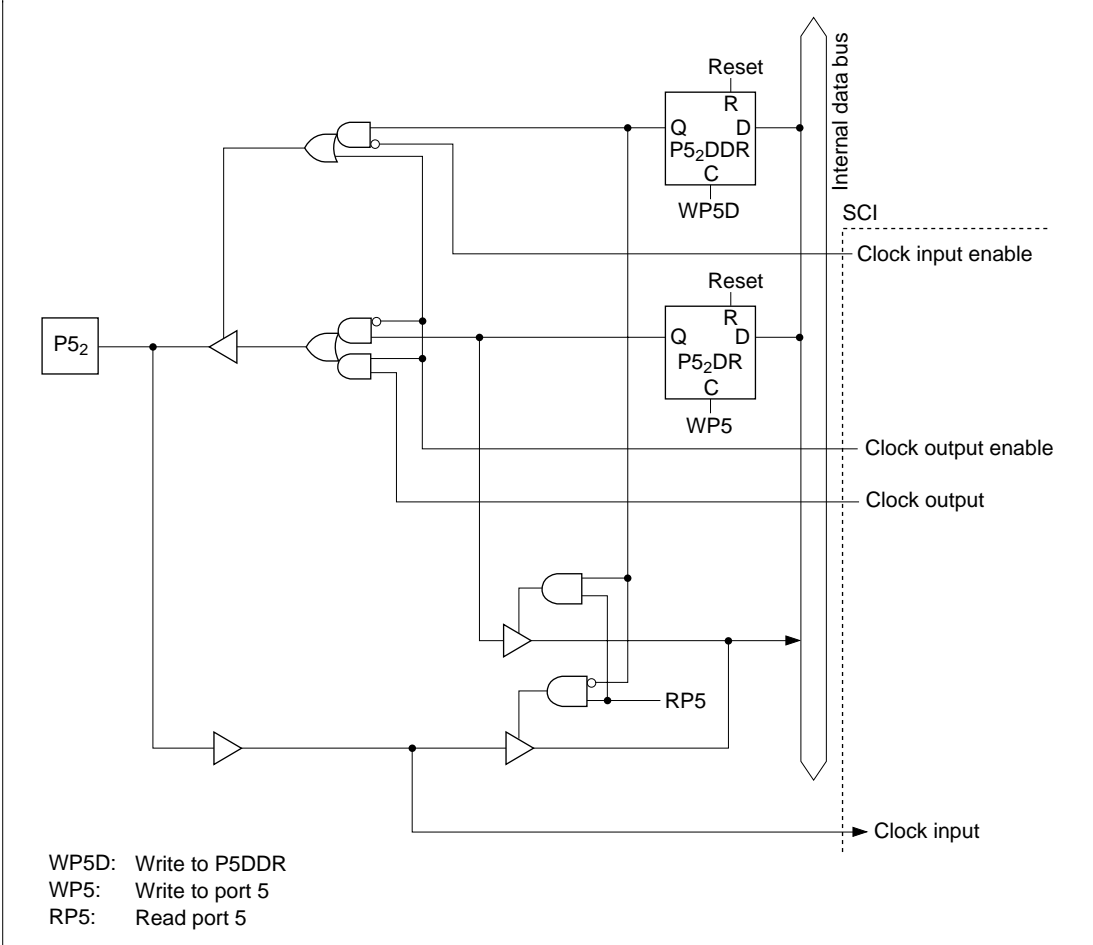 Internal data bus
Reset
R
Q D
P5₂DDR
C
WP5D
SCI
Clock input enable
Reset
R
Q D
P5₂DR
C
WP5
P5₂
Clock output enable
Clock output
RP5
Clock input
WP5D: Write to P5DDR
WP5: Write to port 5
RP5: Read port 5